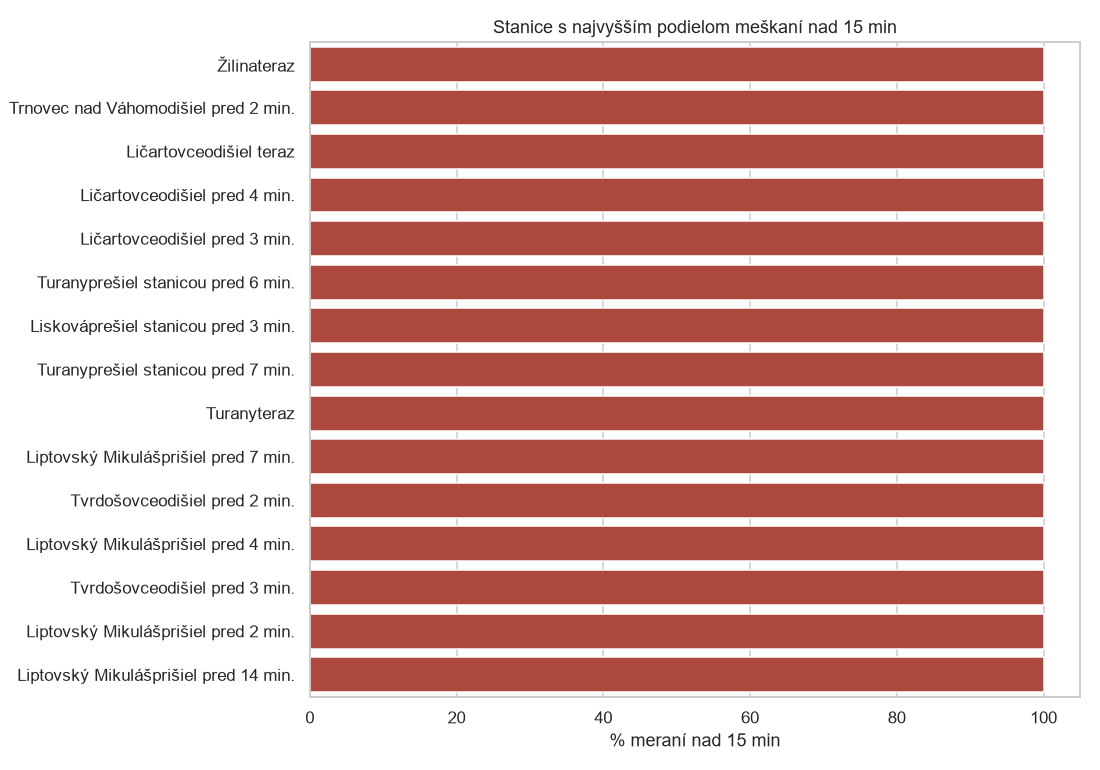 Stanice s najvyšším podielom meškaní nad 15 min
Žilinateraz
Trnovec nad Váhomodišiel pred 2 min.
Ličartovceodišiel teraz
Ličartovceodišiel pred 4 min.
Ličartovceodišiel pred 3 min.
Turanyprešiel stanicou pred 6 min.
Liskováprešiel stanicou pred 3 min.
Turanyprešiel stanicou pred 7 min.
Turanyteraz
Liptovský Mikulášprišiel pred 7 min.
Tvrdošovceodišiel pred 2 min.
Liptovský Mikulášprišiel pred 4 min.
Tvrdošovceodišiel pred 3 min.
Liptovský Mikulášprišiel pred 2 min.
Liptovský Mikulášprišiel pred 14 min.
0 20 40 60 80 100
% meraní nad 15 min